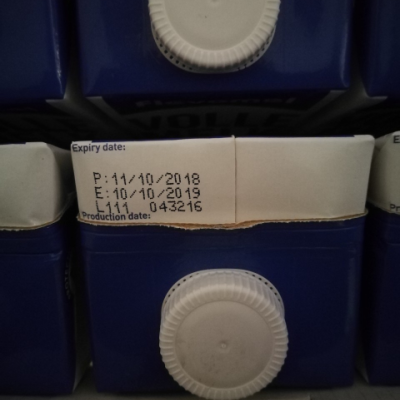 Expiry date:
P:11/10/2018
E:10/10/2019
L111 043216
Production date: